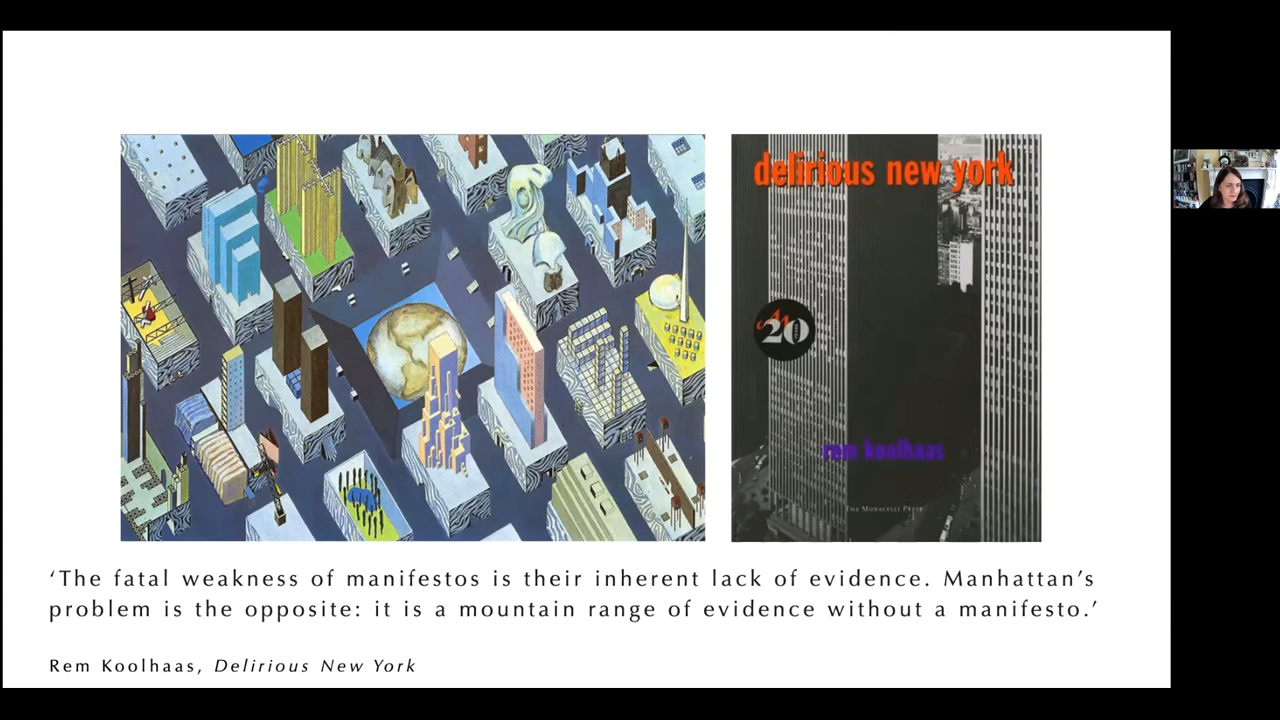 delirious new york
20
rem koolhaas
The Monacelli Press
‘The fatal weakness of manifestos is their inherent lack of evidence. Manhattan’s
problem is the opposite: it is a mountain range of evidence without a manifesto.’
Rem Koolhaas, Delirious New York